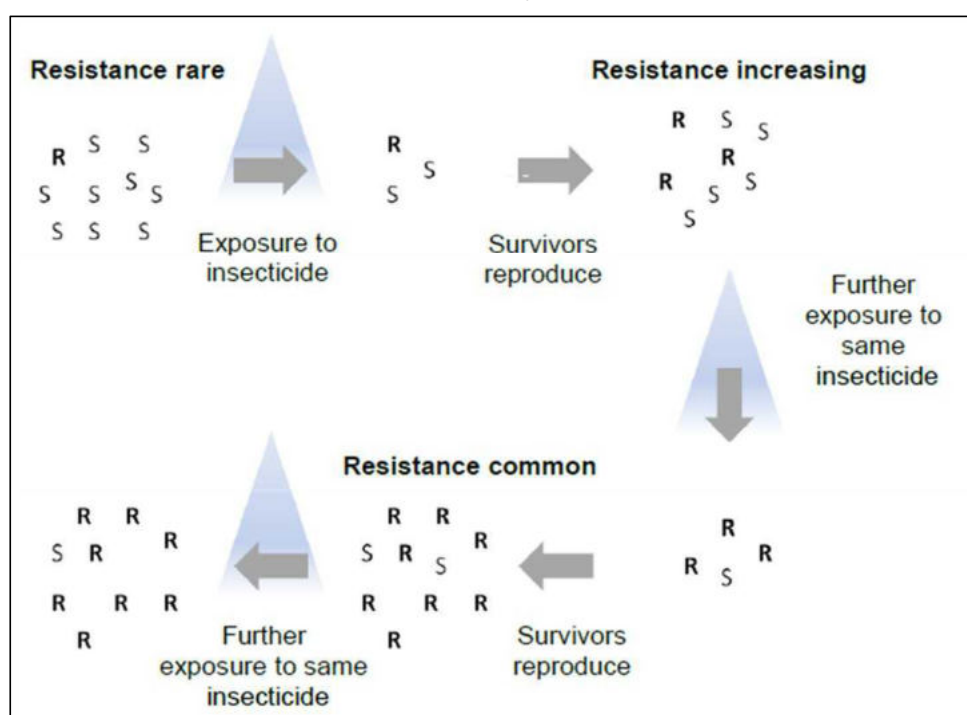 Resistance rare
R S S
S
S S S
S S S
Exposure to
insecticide
R
S
S
Survivors
reproduce
Resistance increasing
R S S
R
R S
S
S
Further
exposure to
same
insecticide
R
R R
S
Survivors
reproduce
Resistance common
R R
R
S R
S
R R R
R
Further
exposure to same
insecticide
R R
R
S R
R R R
R